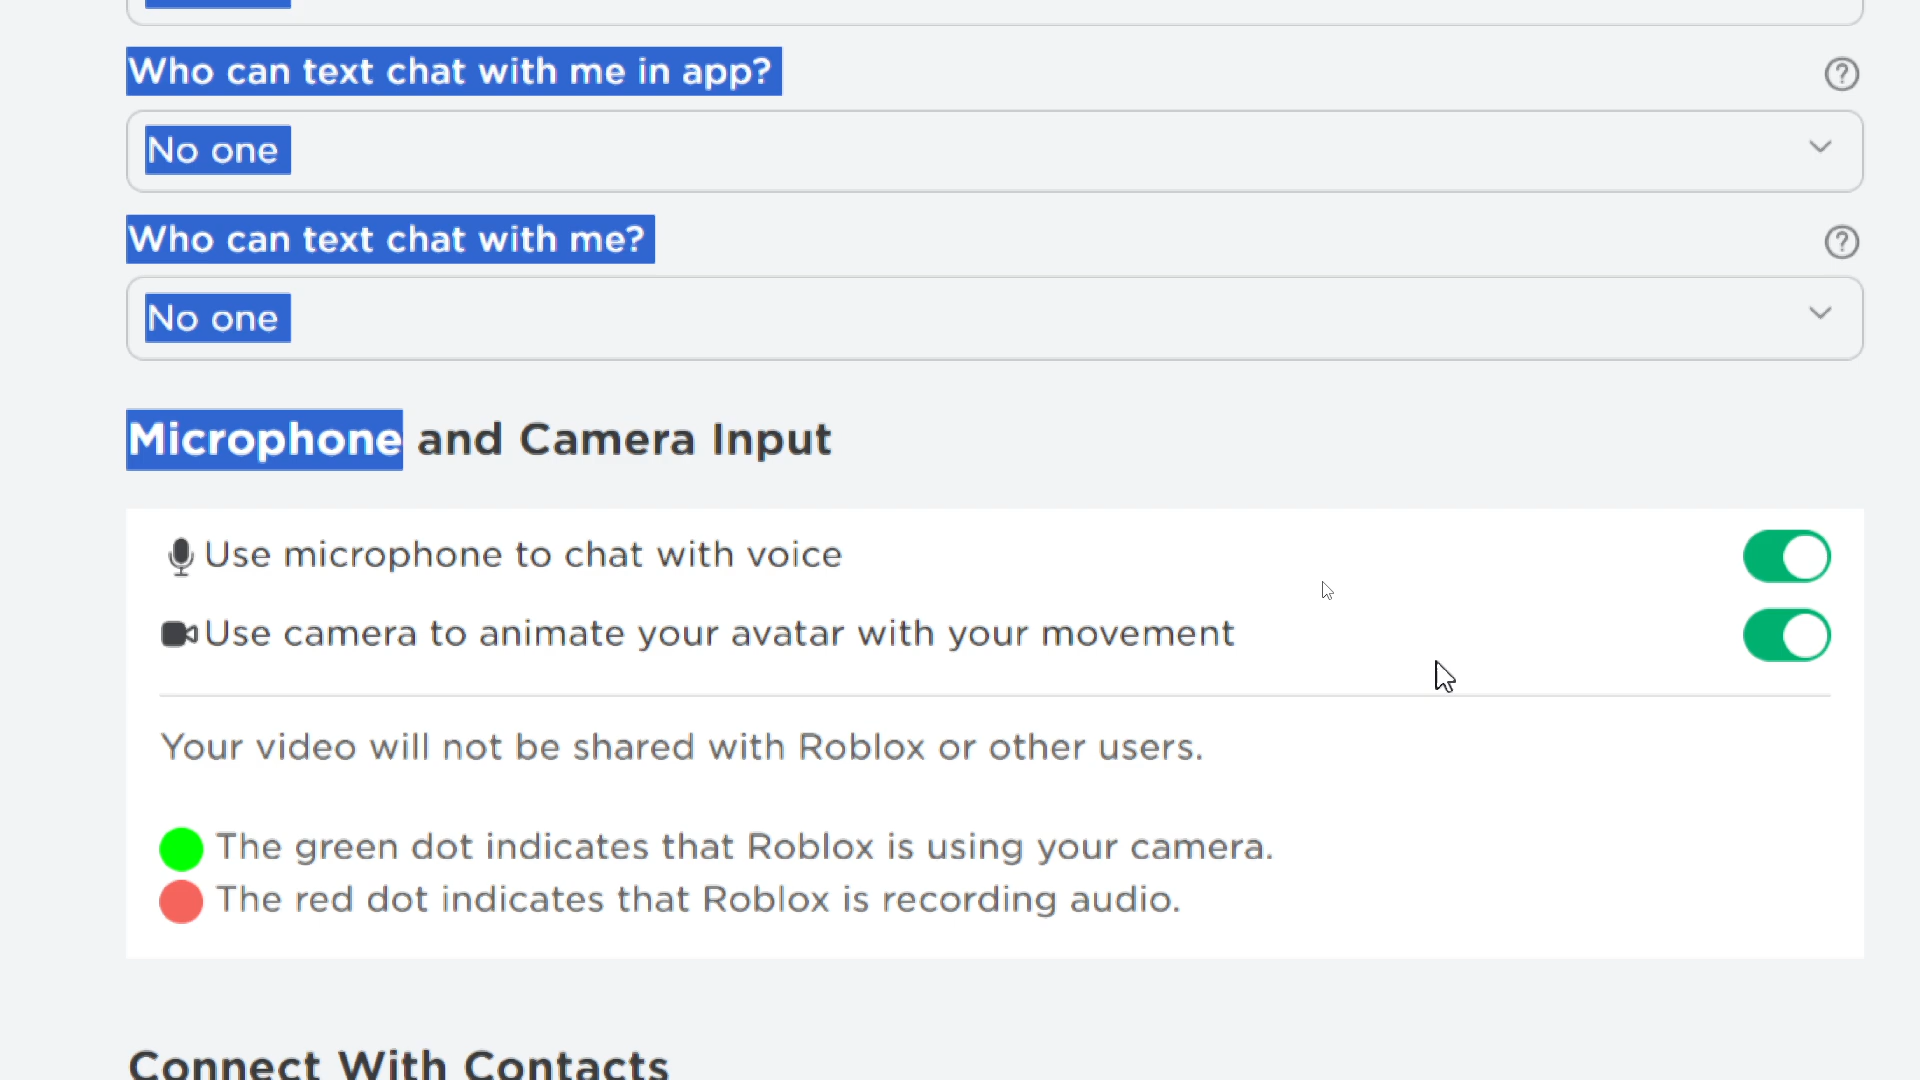 Who can text chat with me in app?
No one
Who can text chat with me?
No one
Microphone and Camera Input
Use microphone to chat with voice
Use camera to animate your avatar with your movement
Your video will not be shared with Roblox or other users.
The green dot indicates that Roblox is using your camera.
The red dot indicates that Roblox is recording audio.
Connect With Contacts